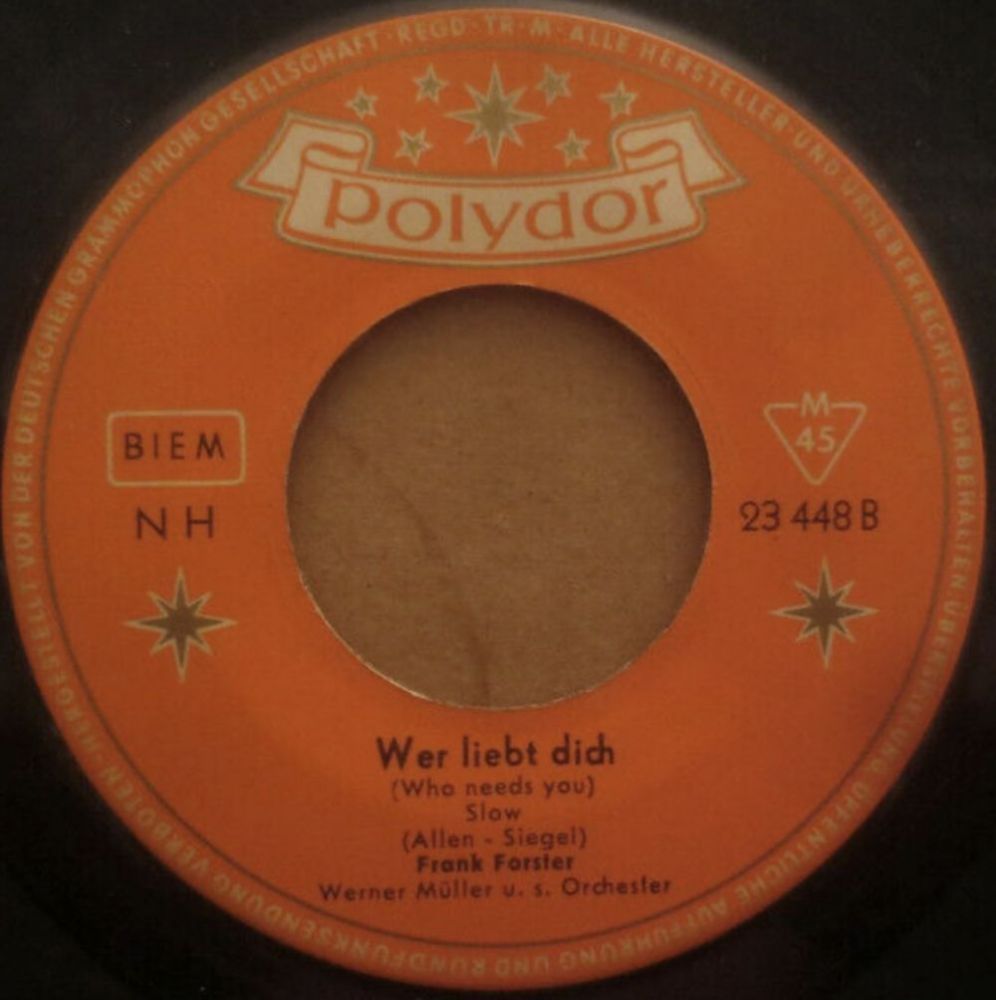 HERGESTELLT VON DER DEUTSCHEN GRAMMOPHON GESELLSCHAFT · REGD · TR · M · ALLE HERSTELLER- UND URHEBERRECHTE VORBEHALTEN · ÜBERSPIELUNG, ÖFFENTLICHE AUFFÜHRUNG UND RUNDFUNKSENDUNG VERBOTEN ·
polydor
BIEM
NH
M
45
23 448 B
Wer liebt dich
(Who needs you)
Slow
(Allen - Siegel)
Frank Forster
Werner Müller u. s. Orchester